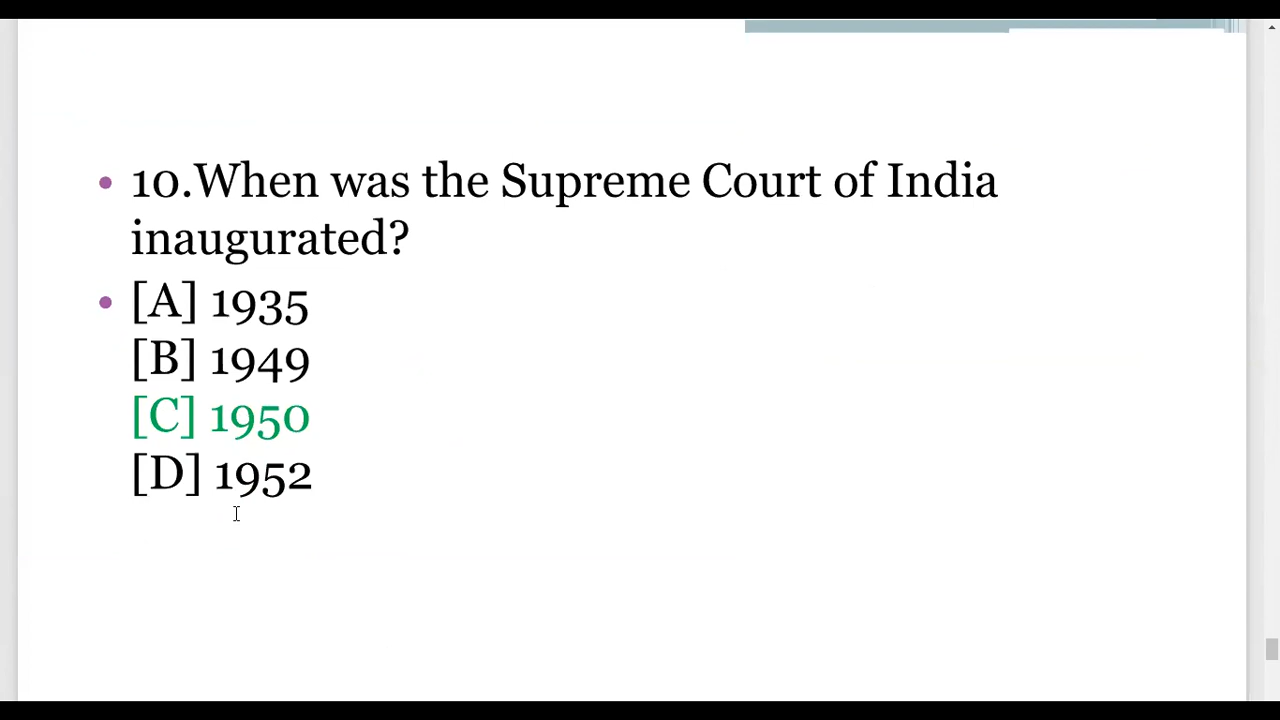 • 10.When was the Supreme Court of India
inaugurated?
• [A] 1935
[B] 1949
[C] 1950
[D] 1952